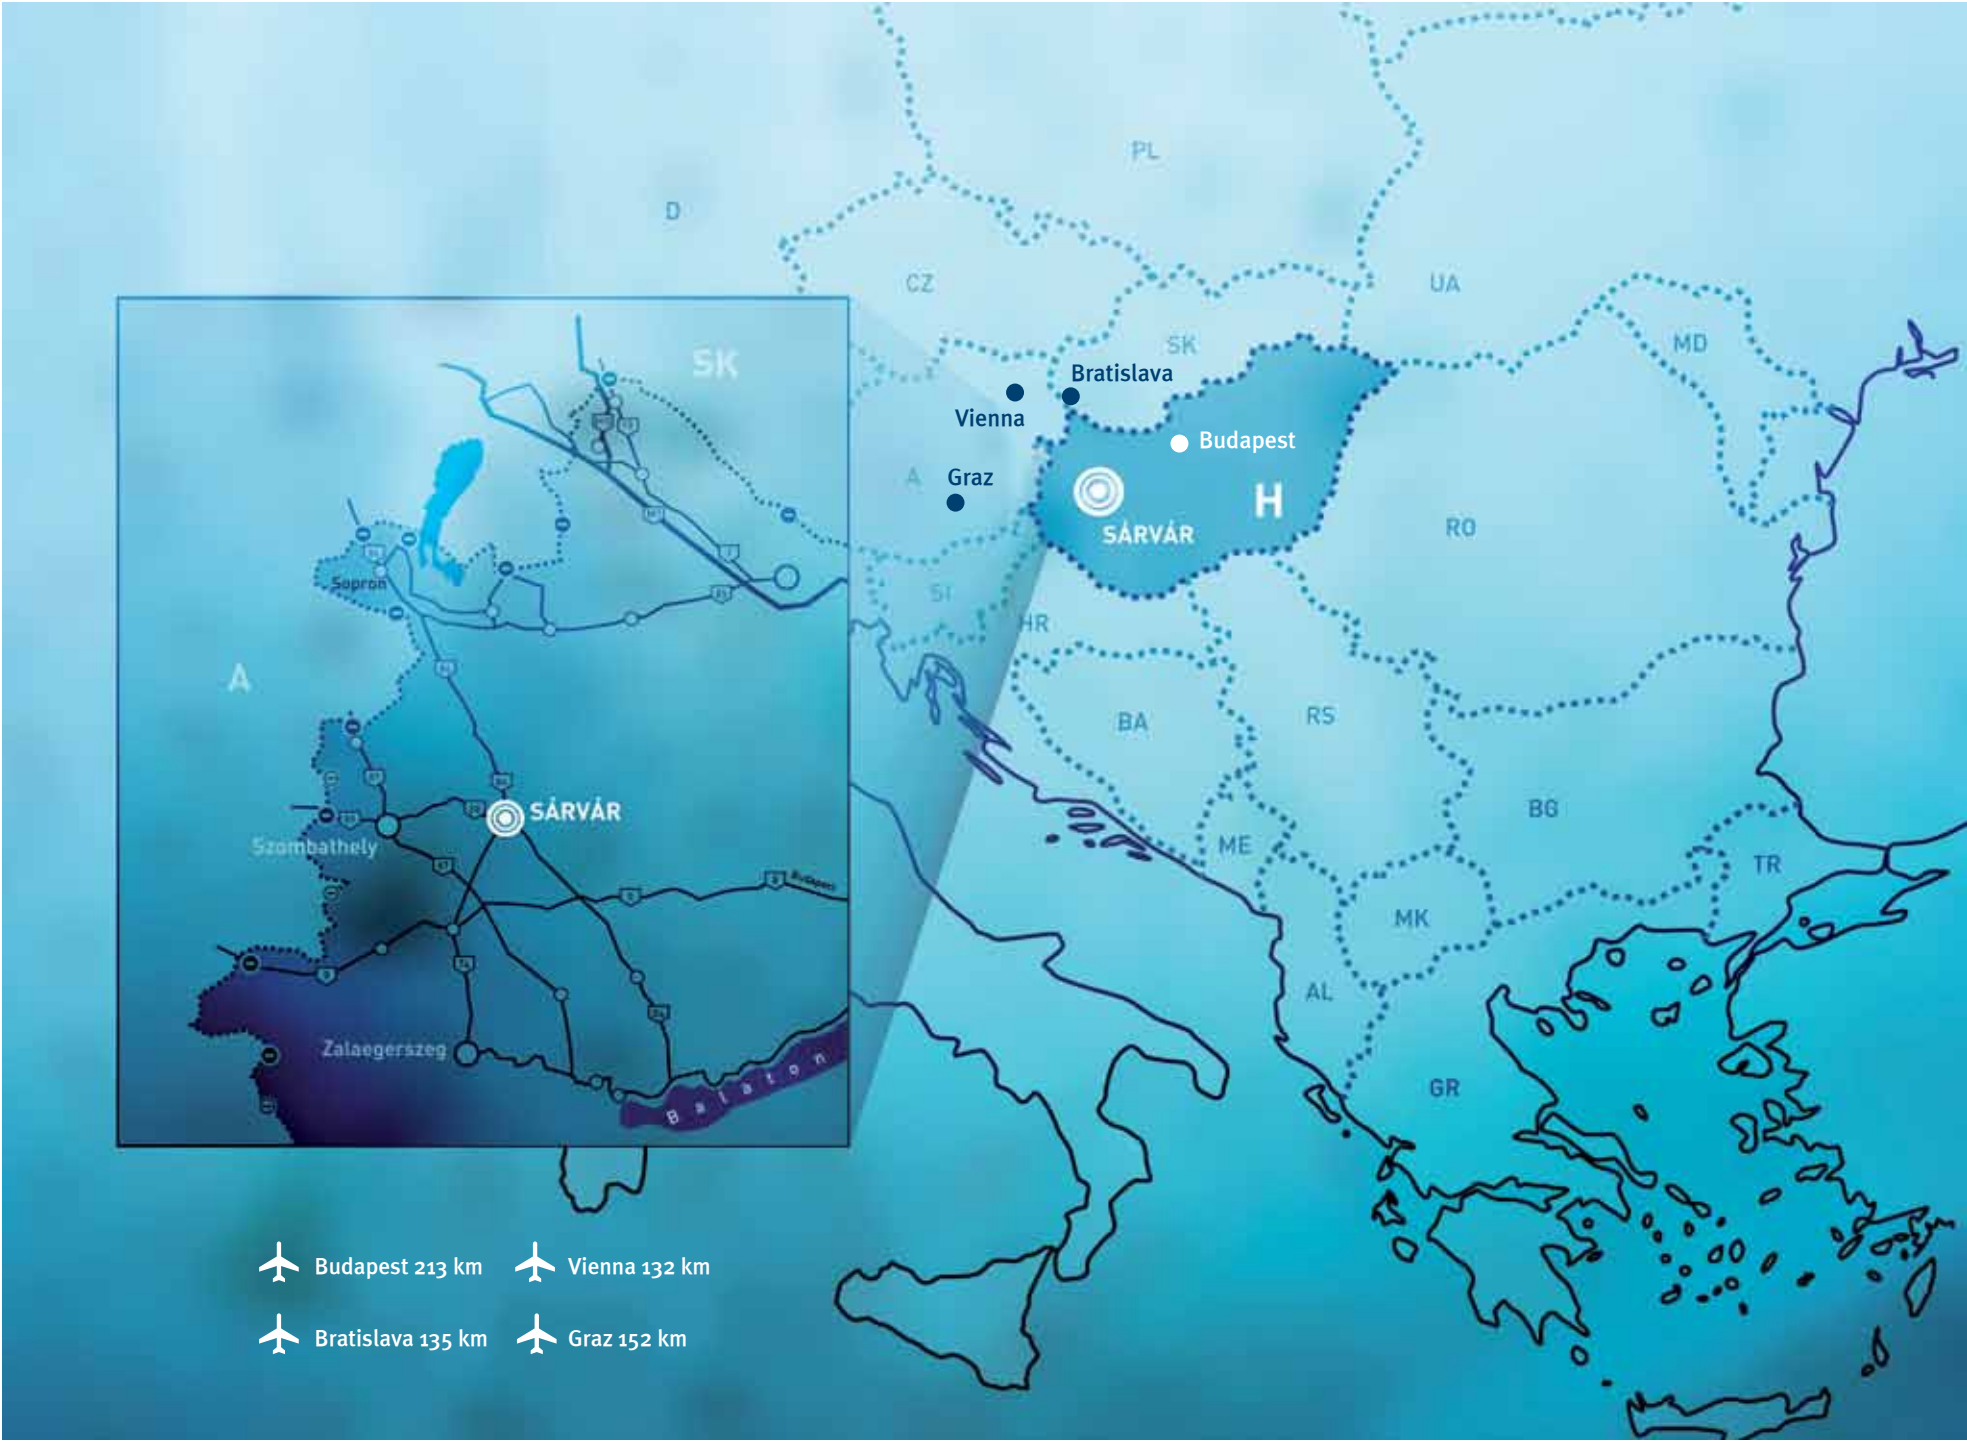 PL
D
CZ
UA
SK
MD
SK
Bratislava
Vienna
Budapest
A
Graz
H
SÁRVÁR
RO
Sopron
SI
HR
A
BA
RS
SÁRVÁR
BG
Szombathely
ME
TR
Budapest
MK
AL
Zalaegerszeg
Balaton
GR
Budapest 213 km
Vienna 132 km
Bratislava 135 km
Graz 152 km